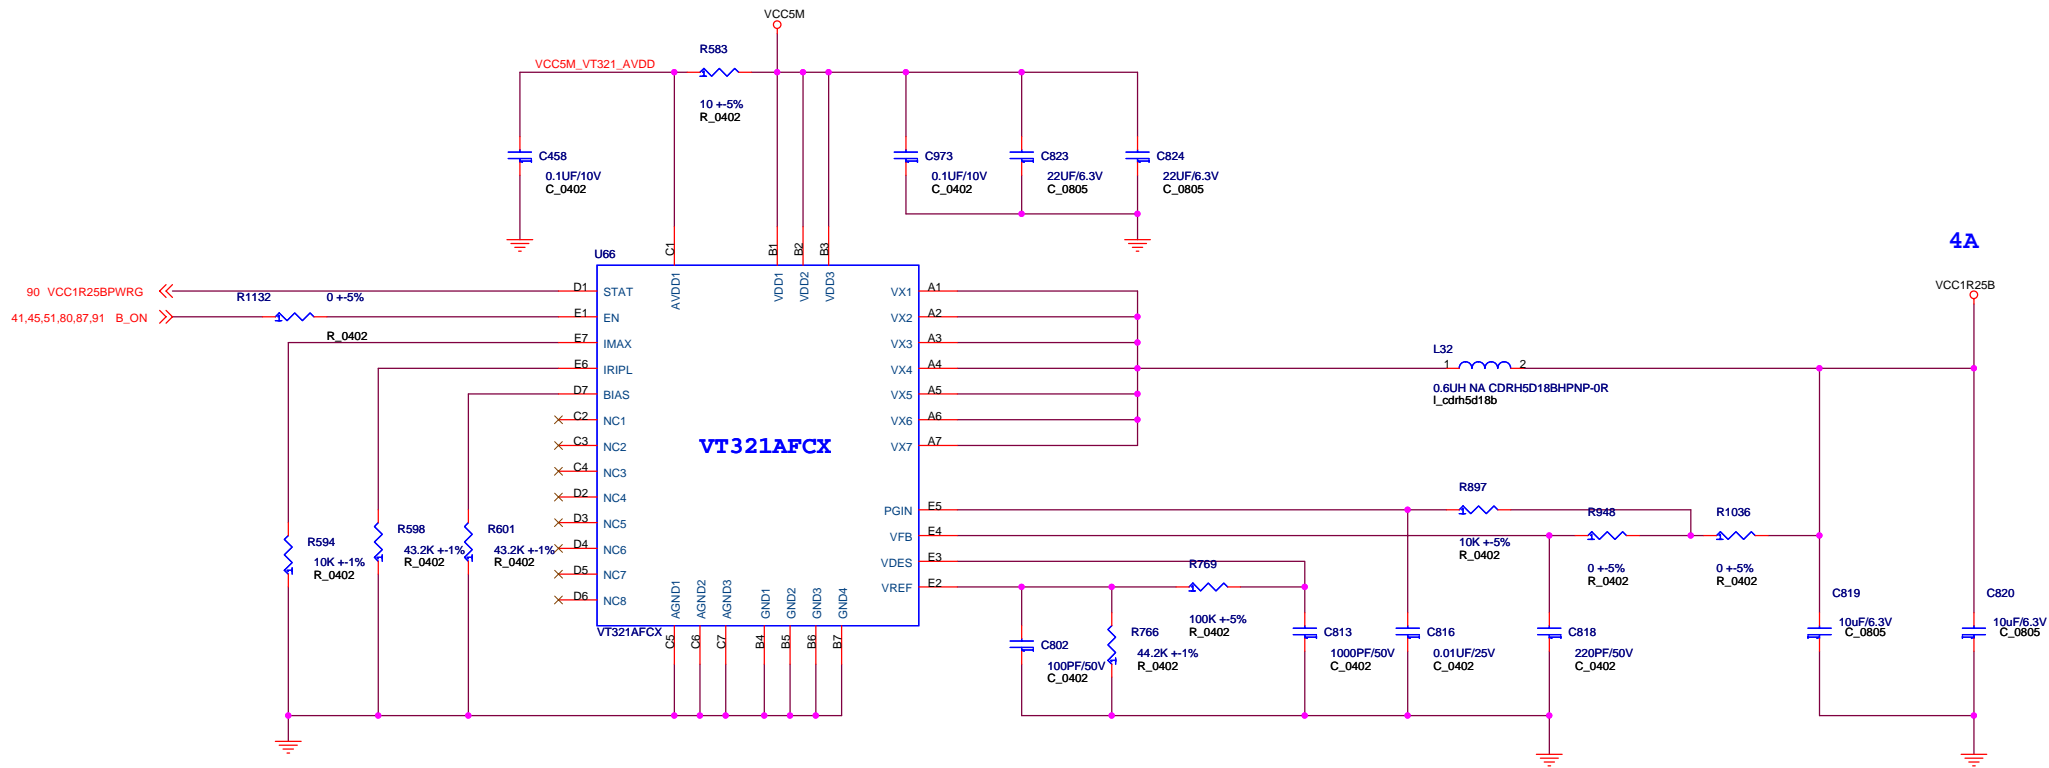 VCC5M
R583
VCC5M_VT321_AVDD
10 +-5%
R_0402
C458
0.1UF/10V
C_0402
C973
0.1UF/10V
C_0402
C823
22UF/6.3V
C_0805
C824
22UF/6.3V
C_0805
4A
U66
C1
B1
B2
B3
AVDD1
VDD1
VDD2
VDD3
90 VCC1R25BPWRG
D1
STAT
R1132
0 +-5%
41,45,51,80,87,91 B_ON
E1
EN
R_0402
E7
IMAX
E6
IRIPL
D7
BIAS
C2
NC1
C3
NC2
C4
NC3
D2
NC4
D3
NC5
D4
NC6
D5
NC7
D6
NC8
VT321AFCX
VX1
A1
VX2
A2
VX3
A3
VX4
A4
VX5
A5
VX6
A6
VX7
A7
PGIN
E5
VFB
E4
VDES
E3
VREF
E2
VCC1R25B
L32
1
2
0.6UH NA CDRH5D18BHPNP-0R
l_cdrh5d18b
R594
10K +-1%
R_0402
R598
43.2K +-1%
R_0402
R601
43.2K +-1%
R_0402
AGND1
AGND2
AGND3
GND1
GND2
GND3
GND4
VT321AFCX
C5
C6
C7
B4
B5
B6
B7
R897
10K +-5%
R_0402
R948
0 +-5%
R_0402
R1036
0 +-5%
R_0402
R769
100K +-5%
R_0402
C802
100PF/50V
C_0402
R766
44.2K +-1%
R_0402
C813
1000PF/50V
C_0402
C816
0.01UF/25V
C_0402
C818
220PF/50V
C_0402
C819
10uF/6.3V
C_0805
C820
10uF/6.3V
C_0805